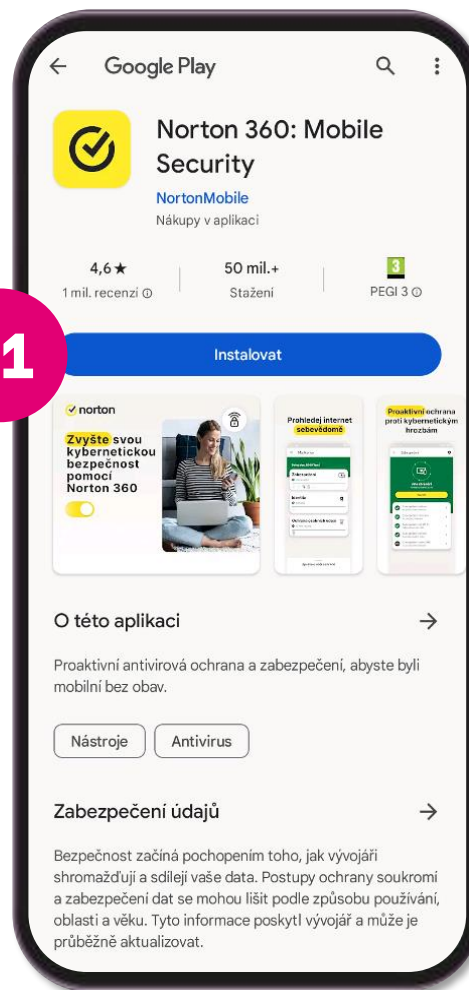 Google Play
Norton 360: Mobile
Security
NortonMobile
Nákupy v aplikaci
4,6★
50 mil.+
3
1 mil. recenzí
Stažení
PEGI 3
1
Instalovat
norton
Zvyšte svou
kybernetickou
bezpečnost
pomocí
Norton 360
Prohledej internet
sebevědomě
Proaktivní ochrana
proti kybernetickým
hrozbám
O této aplikaci
Proaktivní antivirová ochrana a zabezpečení, abyste byli
mobilní bez obav.
Nástroje
Antivirus
Zabezpečení údajů
Bezpečnost začíná pochopením toho, jak vývojáři
shromažďují a sdílejí vaše data. Postupy ochrany soukromí
a zabezpečení dat se mohou lišit podle způsobu používání,
oblasti a věku. Tyto informace poskytl vývojář a může je
průběžně aktualizovat.